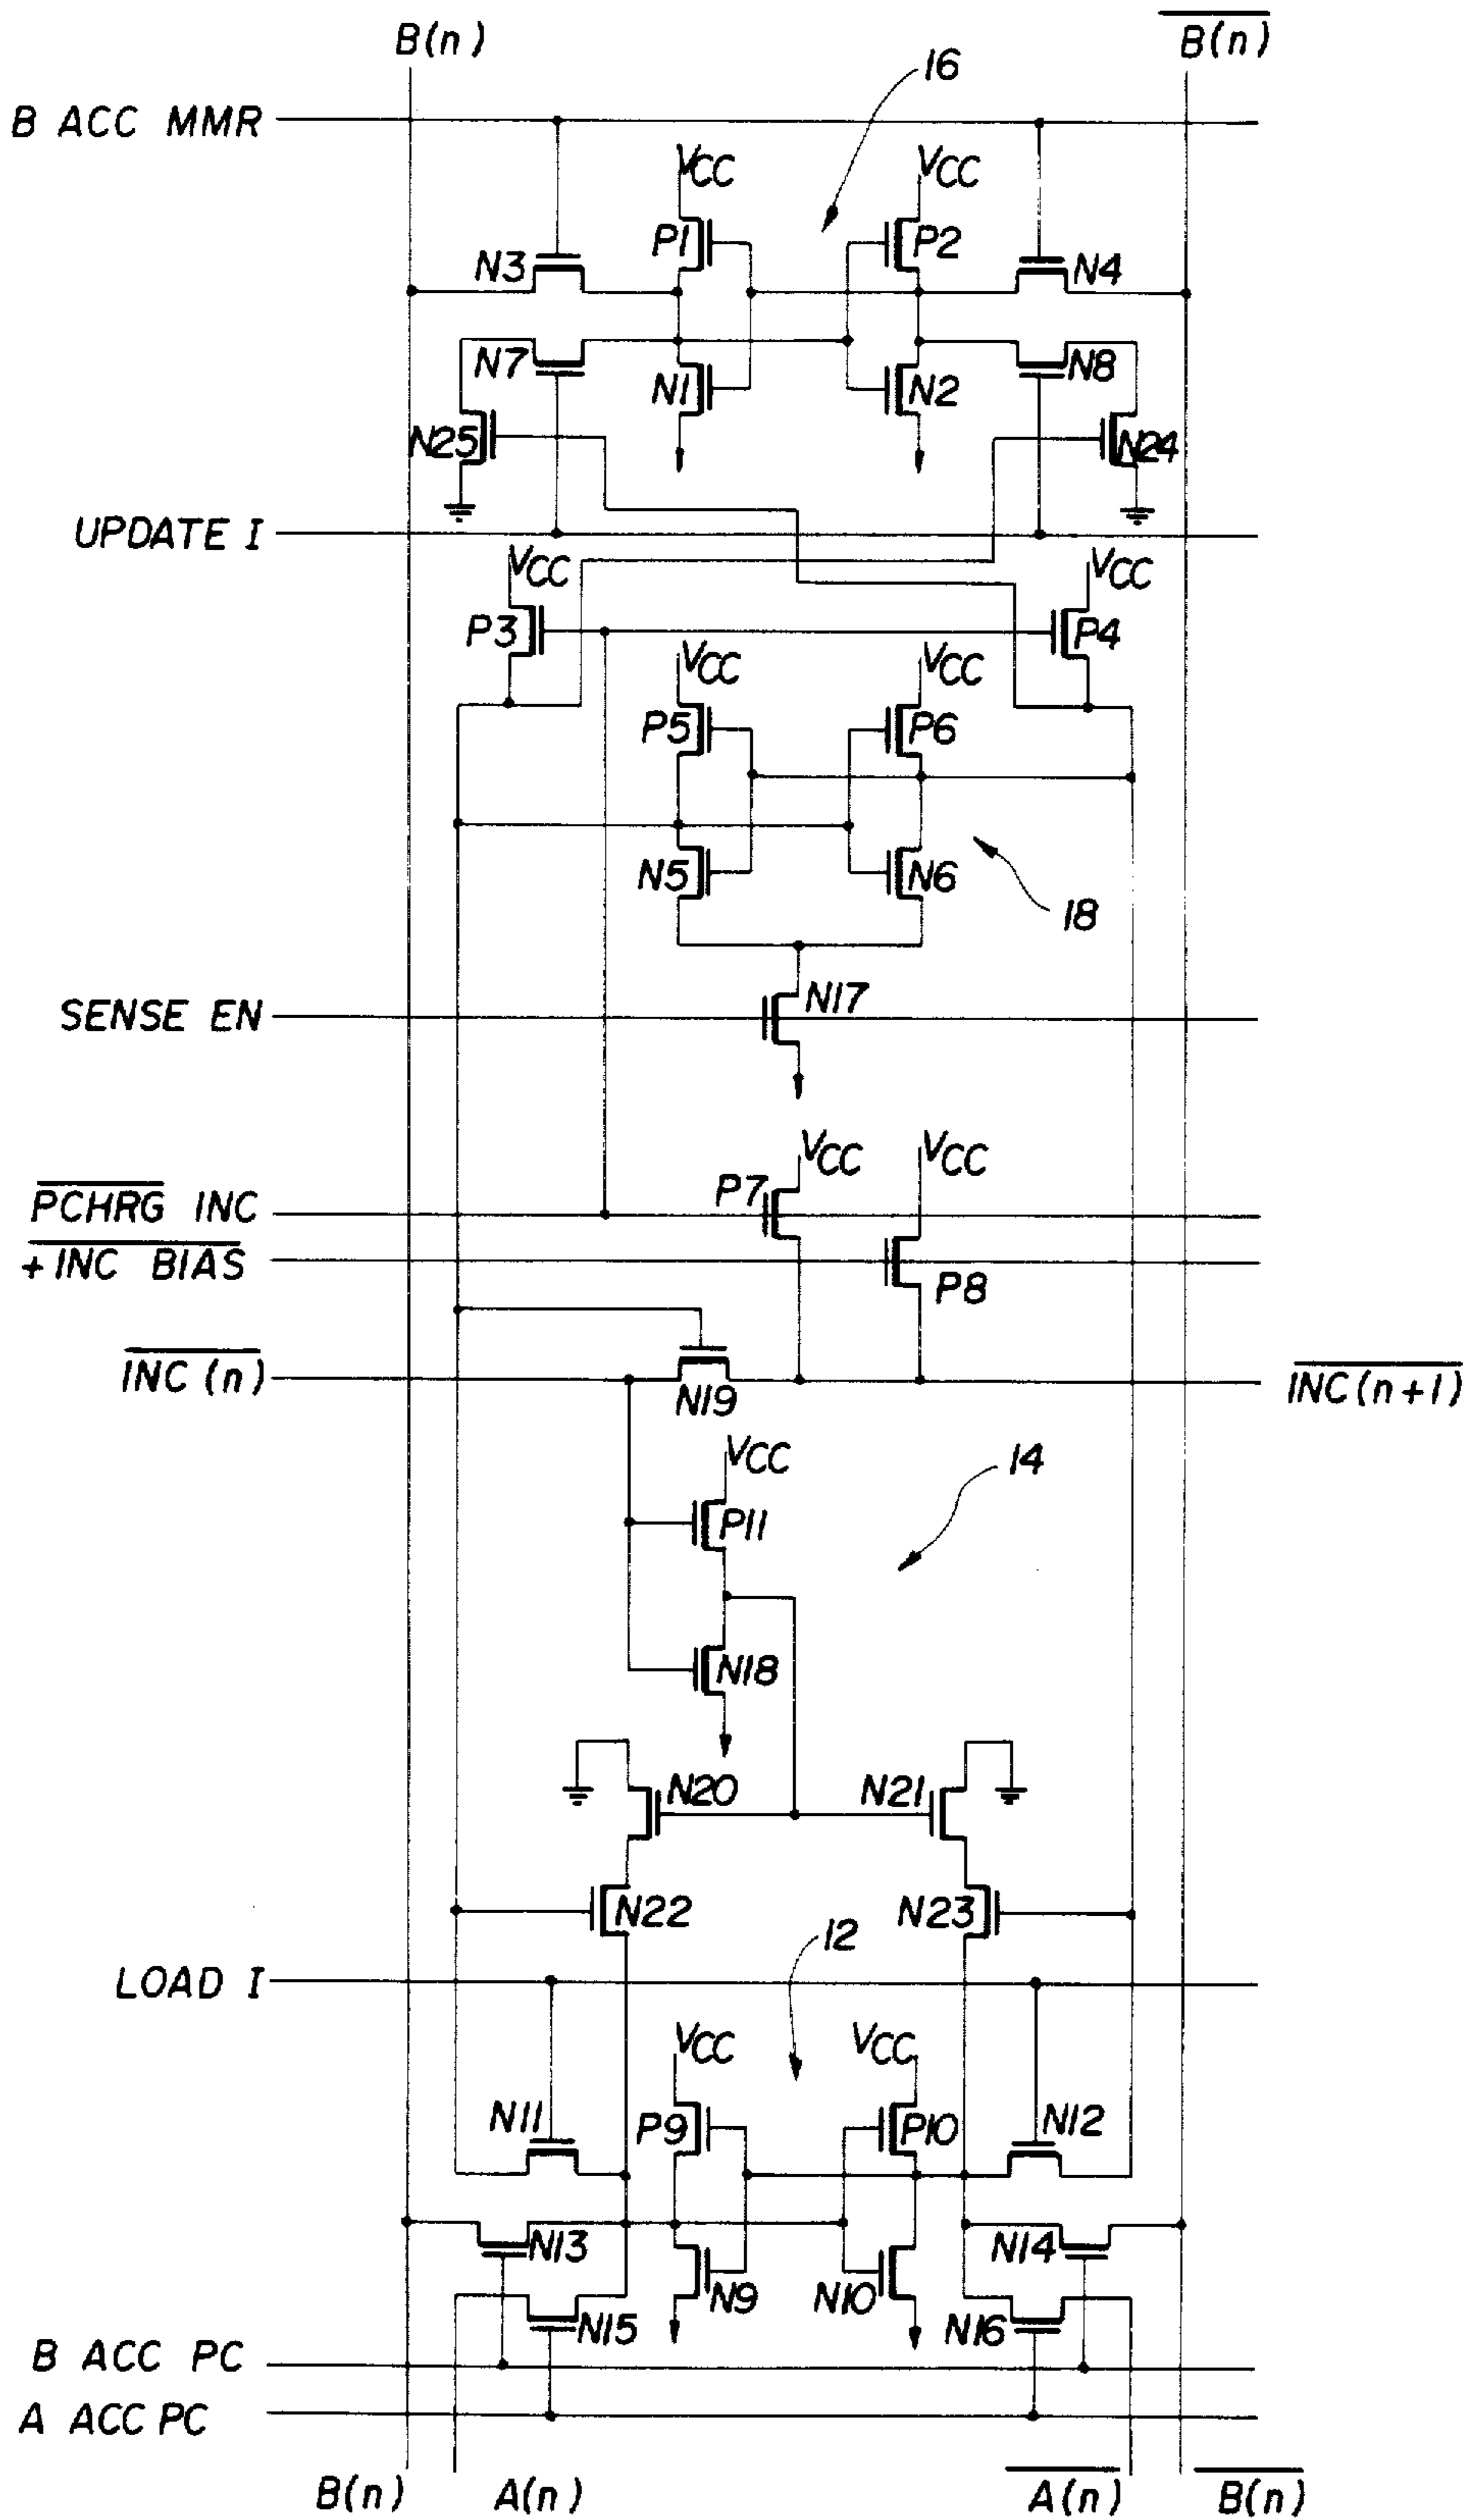 B(n)
B(n)
16
B ACC MMR
VCC
VCC
P1
P2
N3
N4
N7
N1
N2
N8
N25
N24
UPDATE I
VCC
VCC
P3
P4
VCC
VCC
P5
P6
N5
N6
18
SENSE EN
N17
VCC
VCC
PCHRG INC
P7
+INC BIAS
P8
INC(n)
N19
INC(n+1)
VCC
14
P11
N18
N20
N21
N22
N23
12
LOAD I
VCC
VCC
N11
P9
P10
N12
N13
N14
N9
N10
N15
N16
B ACC PC
A ACC PC
B(n)
A(n)
A(n)
B(n)